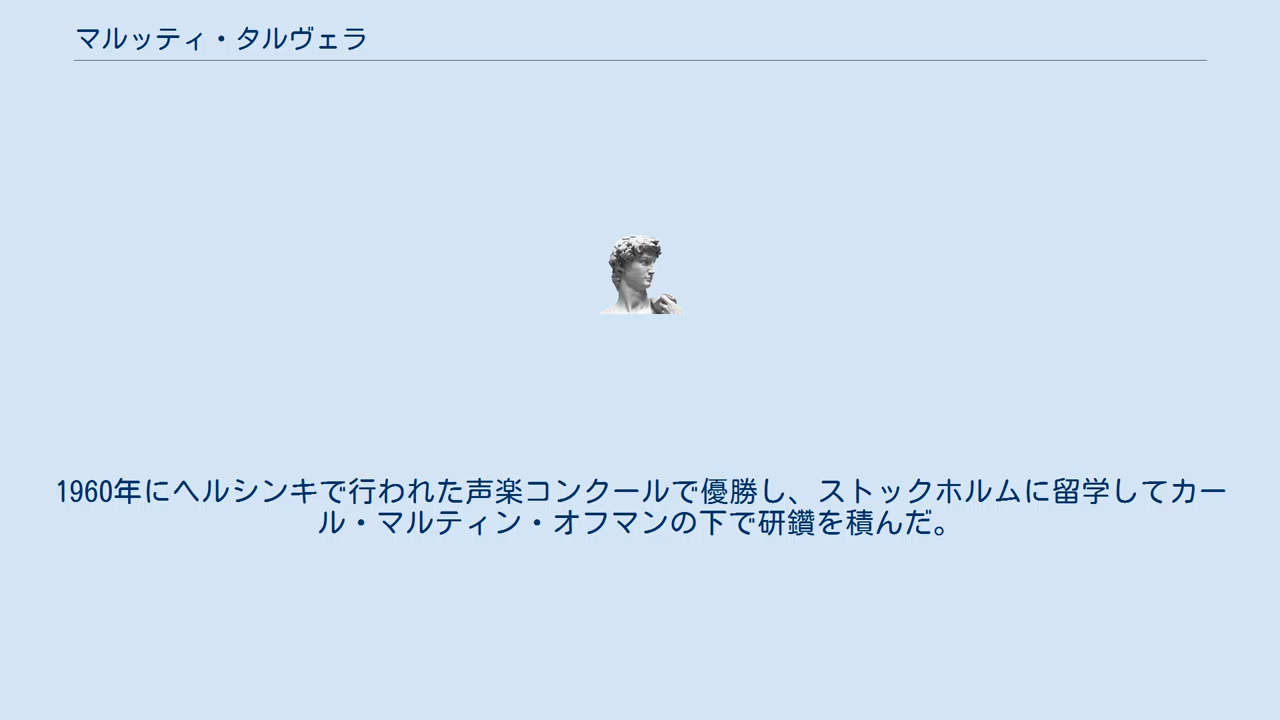 マルッティ・タルヴェラ
1960年にヘルシンキで行われた声楽コンクールで優勝し、ストックホルムに留学してカー
ル・マルティン・オフマンの下で研鑽を積んだ。